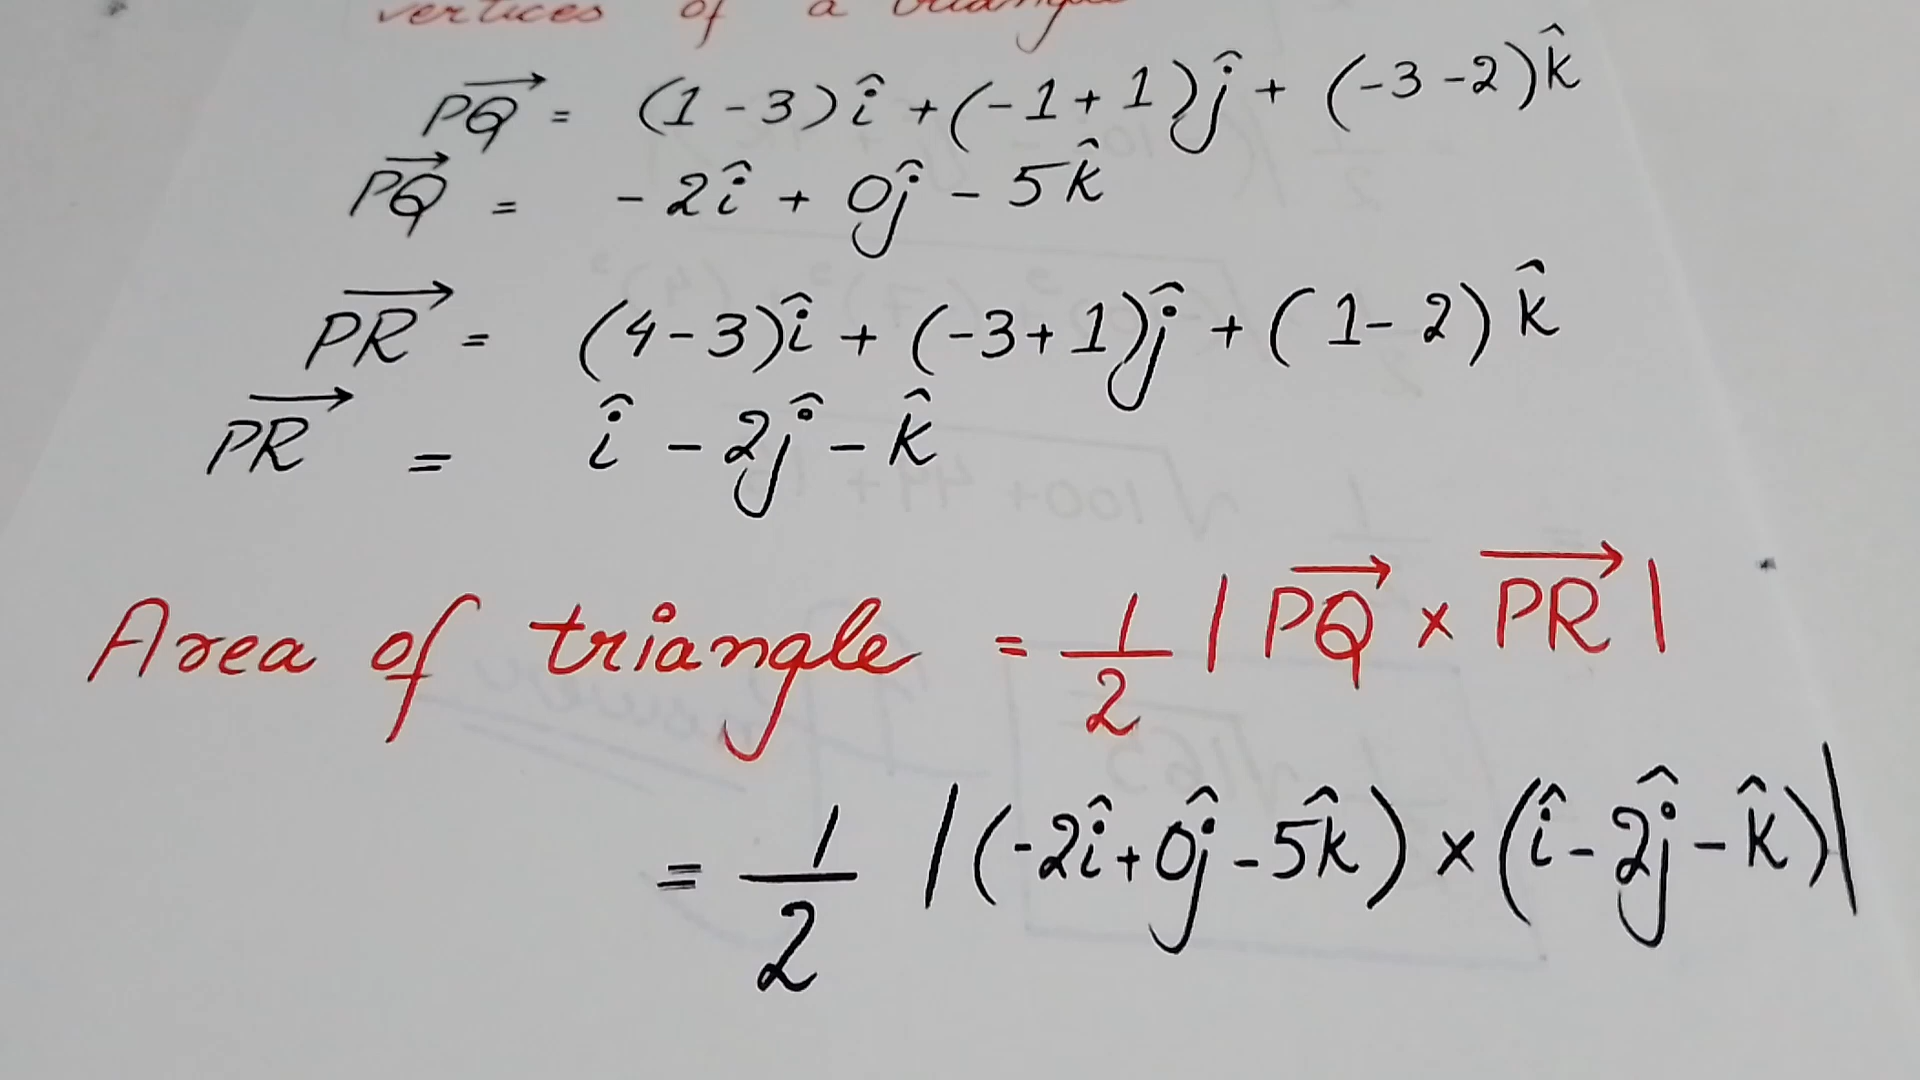 vertices of a triangle
PQ⃗ = (1-3)î + (-1+1)ĵ + (-3-2)k̂
PQ⃗ = -2î + 0ĵ - 5k̂
PR⃗ = (4-3)î + (-3+1)ĵ + (1-2)k̂
PR⃗ = î - 2ĵ - k̂
Area of triangle = 1/2 |PQ⃗ × PR⃗|
= 1/2 |(-2î+0ĵ-5k̂) × (î-2ĵ-k̂)|